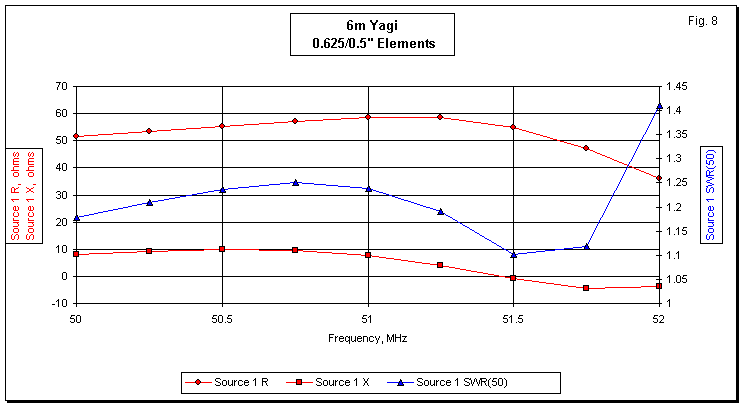 Fig. 8
6m Yagi
0.625/0.5" Elements
Source 1 R, ohms
Source 1 X, ohms
70
60
50
40
30
20
10
0
-10
1.45
1.4
1.35
1.3
1.25
1.2
1.15
1.1
1.05
1
Source 1 SWR(50)
50
50.5
51
51.5
52
Frequency, MHz
Source 1 R
Source 1 X
Source 1 SWR(50)